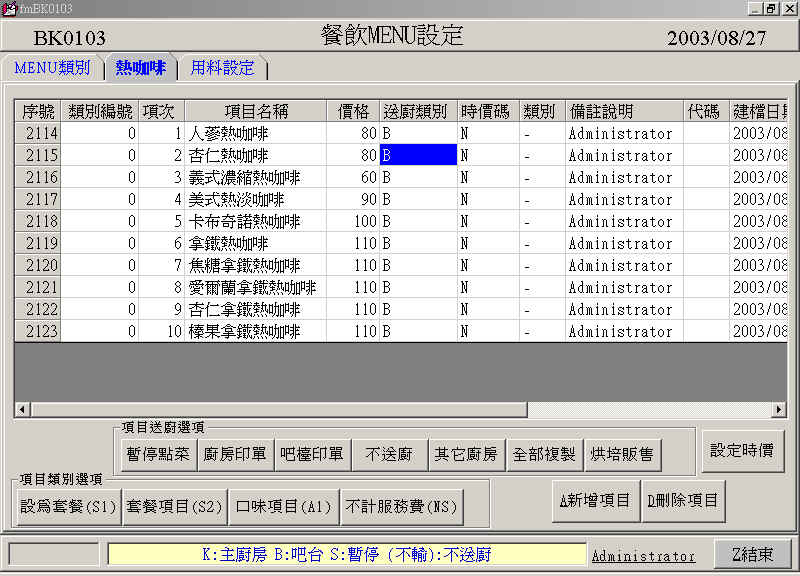 fmBK0103
BK0103 餐飲MENU設定 2003/08/27
MENU類別 熱咖啡 用料設定
序號 類別編號 項次 項目名稱 價格 送廚類別 時價碼 類別 備註說明 代碼 建檔日期
2114 0 1 人蔘熱咖啡 80 B N - Administrator 2003/08
2115 0 2 杏仁熱咖啡 80 B N - Administrator 2003/08
2116 0 3 義式濃縮熱咖啡 60 B N - Administrator 2003/08
2117 0 4 美式熱淡咖啡 90 B N - Administrator 2003/08
2118 0 5 卡布奇諾熱咖啡 100 B N - Administrator 2003/08
2119 0 6 拿鐵熱咖啡 110 B N - Administrator 2003/08
2120 0 7 焦糖拿鐵熱咖啡 110 B N - Administrator 2003/08
2121 0 8 愛爾蘭拿鐵熱咖啡 110 B N - Administrator 2003/08
2122 0 9 杏仁拿鐵熱咖啡 110 B N - Administrator 2003/08
2123 0 10 榛果拿鐵熱咖啡 110 B N - Administrator 2003/08
項目送廚選項
暫停點菜 廚房印單 吧檯印單 不送廚 其它廚房 全部複製 烘培販售 設定時價
項目類別選項
設為套餐(S1) 套餐項目(S2) 口味項目(A1) 不計服務費(NS) A新增項目 D刪除項目
K:主廚房 B:吧台 S:暫停 (不輸):不送廚 Administrator Z結束